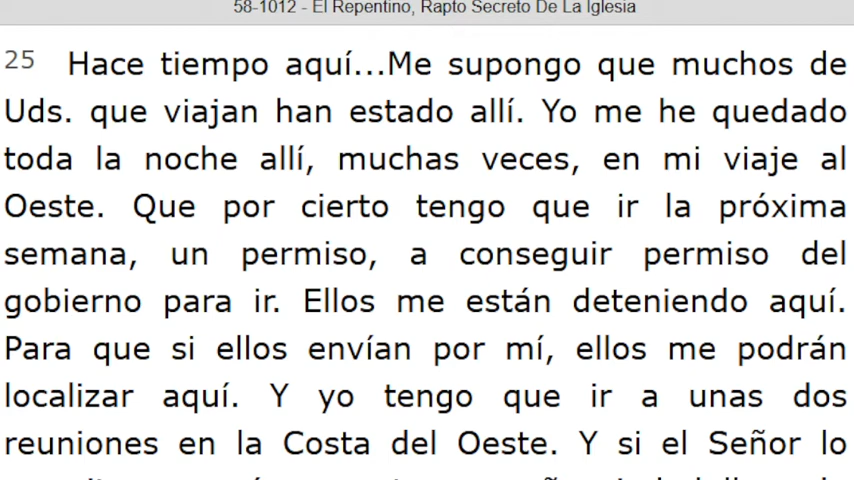 58-1012 - El Repentino, Rapto Secreto De La Iglesia
25 Hace tiempo aquí...Me supongo que muchos de
Uds. que viajan han estado allí. Yo me he quedado
toda la noche allí, muchas veces, en mi viaje al
Oeste. Que por cierto tengo que ir la próxima
semana, un permiso, a conseguir permiso del
gobierno para ir. Ellos me están deteniendo aquí.
Para que si ellos envían por mí, ellos me podrán
localizar aquí. Y yo tengo que ir a unas dos
reuniones en la Costa del Oeste. Y si el Señor lo